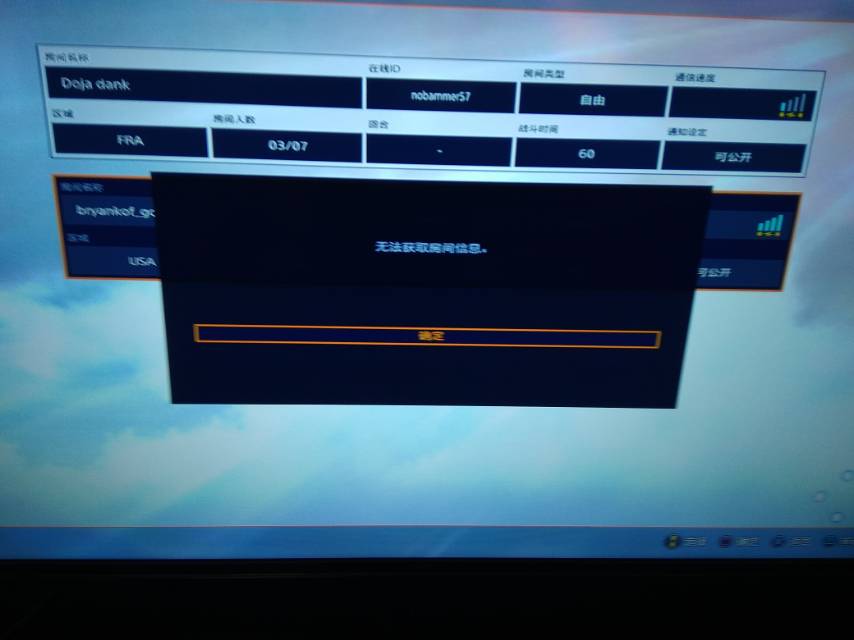 房间名称
Doja dank
在线ID
nobammer57
房间类型
自由
通信速度
区域
FRA
房间人数
03/07
擂台
-
战斗时间
60
通知设定
可公开
房间名称
bryankof_go
区域
USA
可公开
无法获取房间信息。
确定